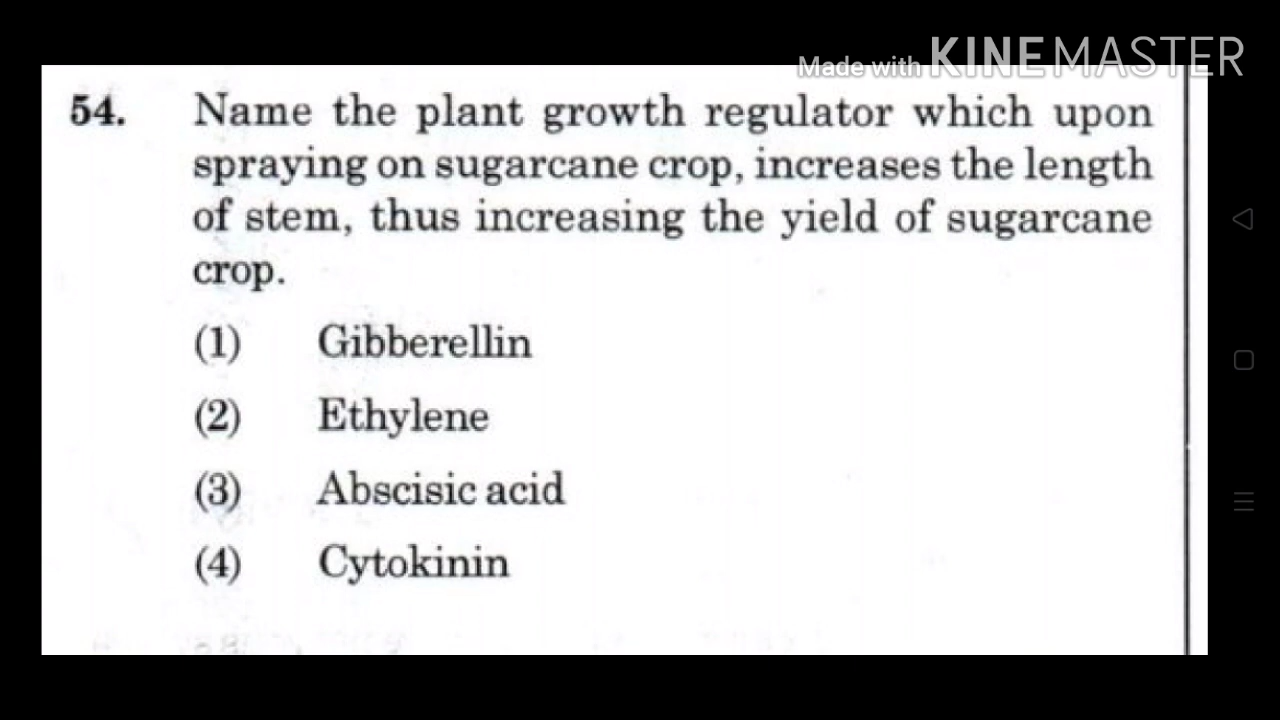 Made with KINEMASTER
54. Name the plant growth regulator which upon
spraying on sugarcane crop, increases the length
of stem, thus increasing the yield of sugarcane
crop.
(1) Gibberellin
(2) Ethylene
(3) Abscisic acid
(4) Cytokinin